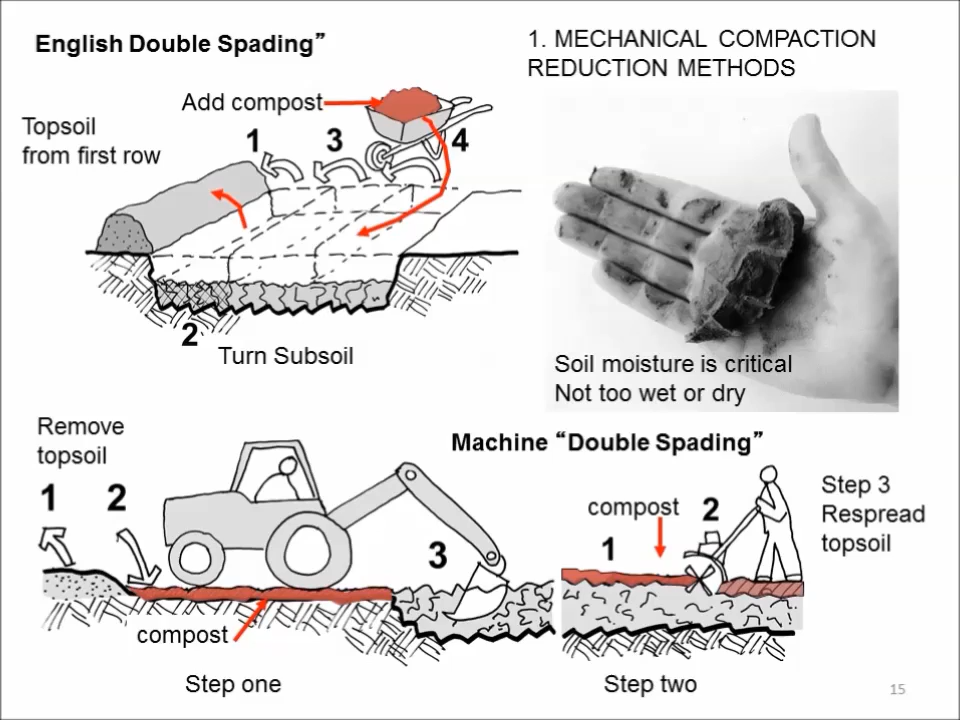 English Double Spading”
1. MECHANICAL COMPACTION
REDUCTION METHODS
Add compost
Topsoil
from first row
1
3
4
2
Turn Subsoil
Soil moisture is critical
Not too wet or dry
Remove
topsoil
1
2
3
compost
Step one
Machine “Double Spading”
compost
2
1
Step 3
Respread
topsoil
Step two
15